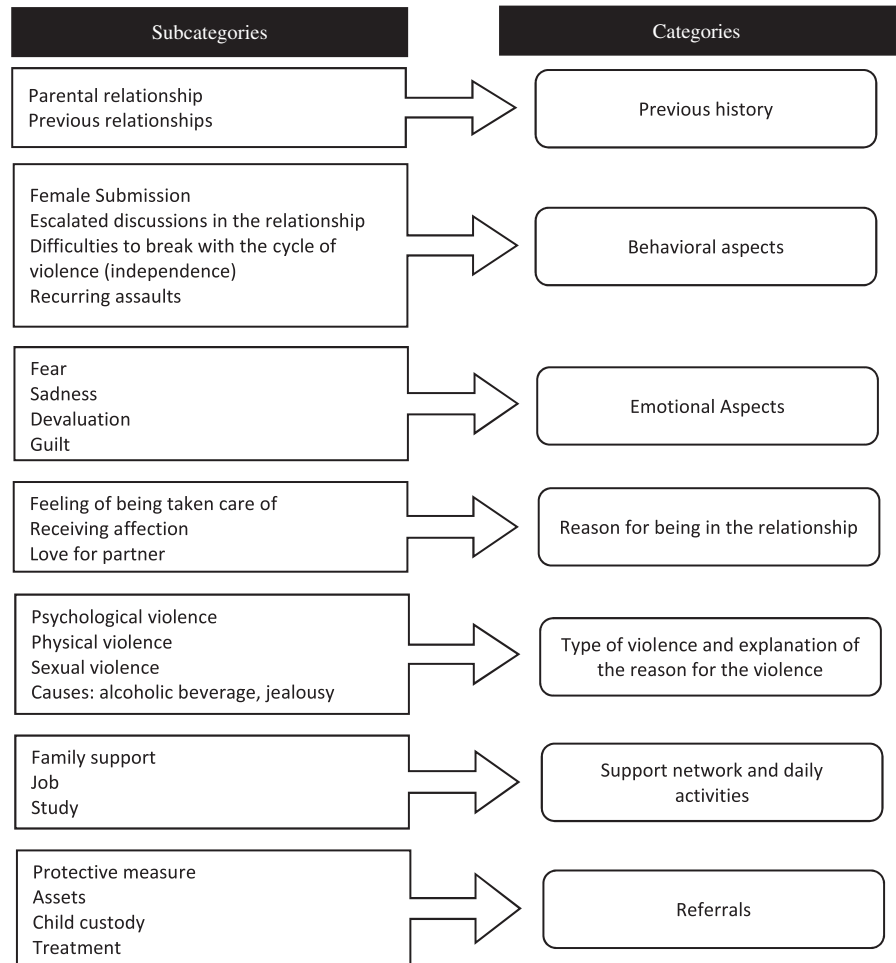 Subcategories
Categories
Parental relationship
Previous relationships
Previous history
Female Submission
Escalated discussions in the relationship
Difficulties to break with the cycle of
violence (independence)
Recurring assaults
Behavioral aspects
Fear
Sadness
Devaluation
Guilt
Emotional Aspects
Feeling of being taken care of
Receiving affection
Love for partner
Reason for being in the relationship
Psychological violence
Physical violence
Sexual violence
Causes: alcoholic beverage, jealousy
Type of violence and explanation of
the reason for the violence
Family support
Job
Study
Support network and daily
activities
Protective measure
Assets
Child custody
Treatment
Referrals